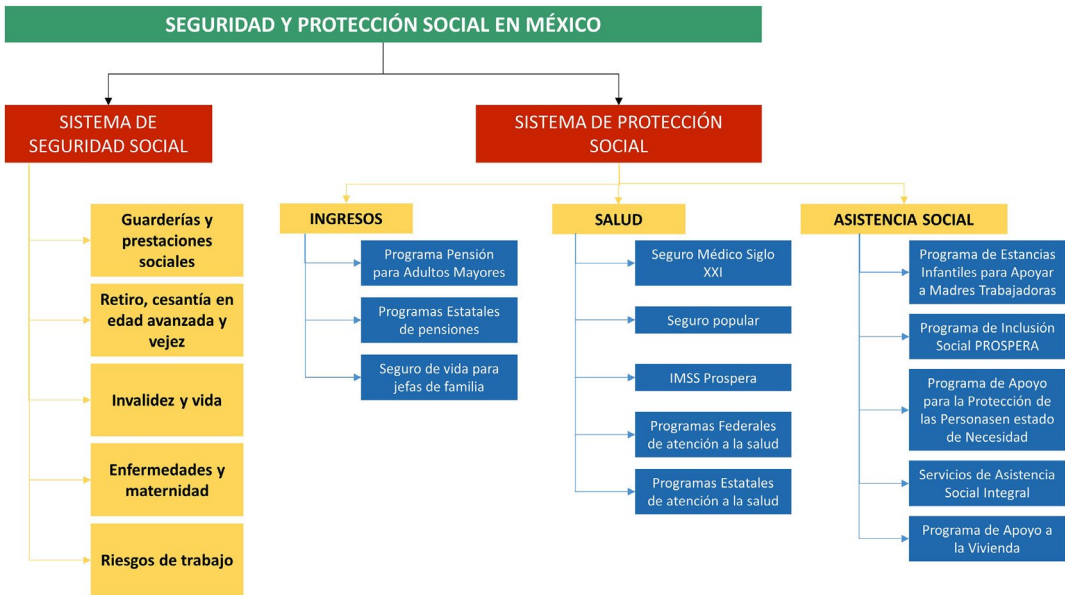 SEGURIDAD Y PROTECCIÓN SOCIAL EN MÉXICO
SISTEMA DE
SEGURIDAD SOCIAL
Guarderías y
prestaciones
sociales
Retiro, cesantía en
edad avanzada y
vejez
Invalidez y vida
Enfermedades y
maternidad
Riesgos de trabajo
SISTEMA DE PROTECCIÓN
SOCIAL
INGRESOS
Programa Pensión
para Adultos Mayores
Programas Estatales
de pensiones
Seguro de vida para
jefas de familia
SALUD
Seguro Médico Siglo
XXI
Seguro popular
IMSS Prospera
Programas Federales
de atención a la salud
Programas Estatales
de atención a la salud
ASISTENCIA SOCIAL
Programa de Estancias
Infantiles para Apoyar
a Madres Trabajadoras
Programa de Inclusión
Social PROSPERA
Programa de Apoyo
para la Protección de
las Personasen estado
de Necesidad
Servicios de Asistencia
Social Integral
Programa de Apoyo a
la Vivienda